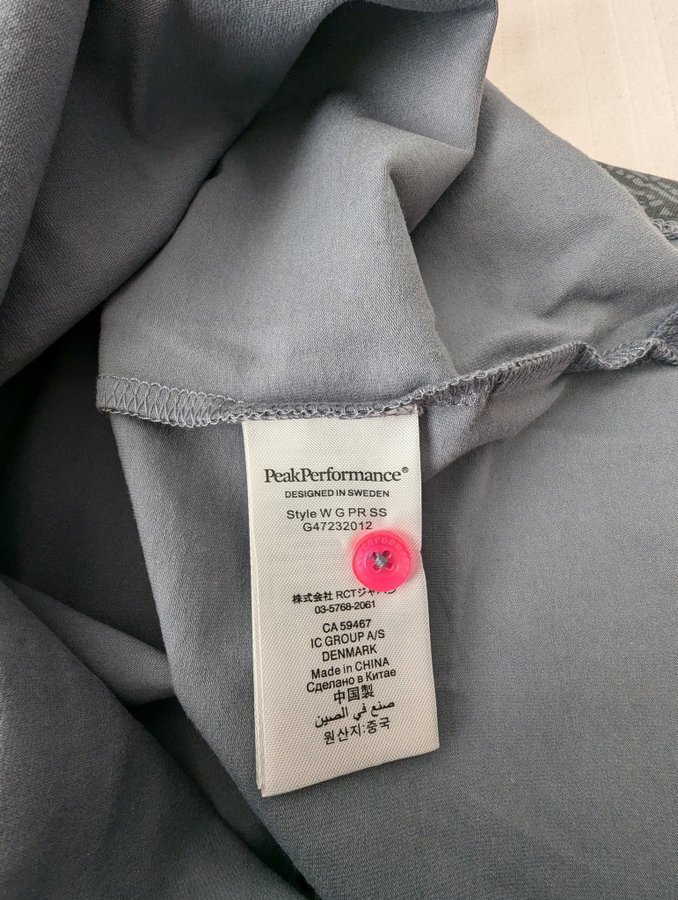 PeakPerformance®
DESIGNED IN SWEDEN
Style W G PR SS
G47232012
株式会社 RCTジャ
03-5768-2061
CA 59467
IC GROUP A/S
DENMARK
Made in CHINA
Сделано в Китае
中国製
صنع في الصين
원산지:중국